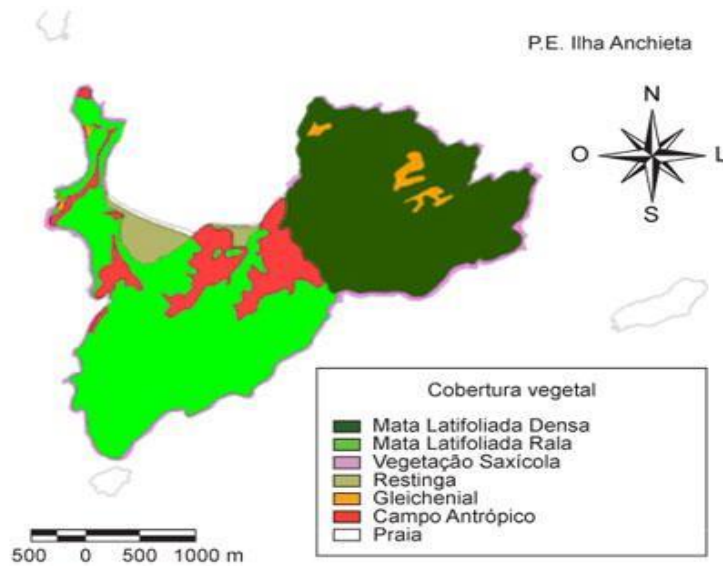 P.E. Ilha Anchieta
N
O
L
S
Cobertura vegetal
Mata Latifoliada Densa
Mata Latifoliada Rala
Vegetação Saxícola
Restinga
Gleichenial
Campo Antrópico
Praia
500 0 500 1000 m